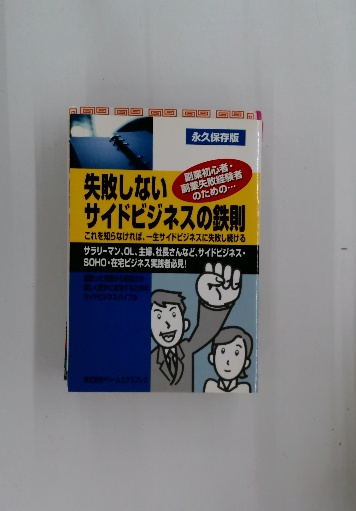 永久保存版
副業初心者・
副業失敗経験者
のための…
失敗しない
サイドビジネスの鉄則
これを知らなければ、一生サイドビジネスに失敗し続ける
サラリーマン、OL、主婦、社長さんなど、サイドビジネス・
SOHO・在宅ビジネス実践者必見!